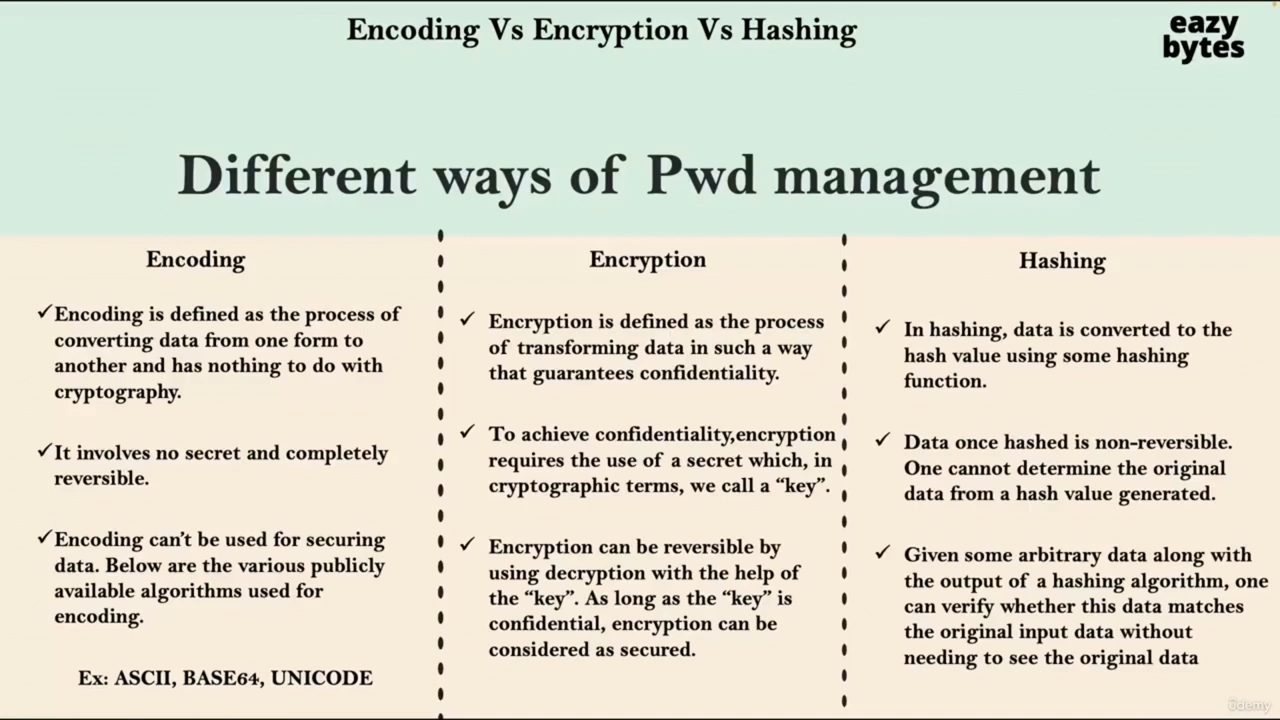 Encoding Vs Encryption Vs Hashing
eazy
bytes
Different ways of Pwd management
Encoding
✓Encoding is defined as the process of
converting data from one form to
another and has nothing to do with
cryptography.
✓It involves no secret and completely
reversible.
✓Encoding can't be used for securing
data. Below are the various publicly
available algorithms used for
encoding.
Ex: ASCII, BASE64, UNICODE
Encryption
✓ Encryption is defined as the process
of transforming data in such a way
that guarantees confidentiality.
✓ To achieve confidentiality,encryption
requires the use of a secret which, in
cryptographic terms, we call a “key”.
✓ Encryption can be reversible by
using decryption with the help of
the “key”. As long as the “key” is
confidential, encryption can be
considered as secured.
Hashing
✓ In hashing, data is converted to the
hash value using some hashing
function.
✓ Data once hashed is non-reversible.
One cannot determine the original
data from a hash value generated.
✓ Given some arbitrary data along with
the output of a hashing algorithm, one
can verify whether this data matches
the original input data without
needing to see the original data
ûdemy